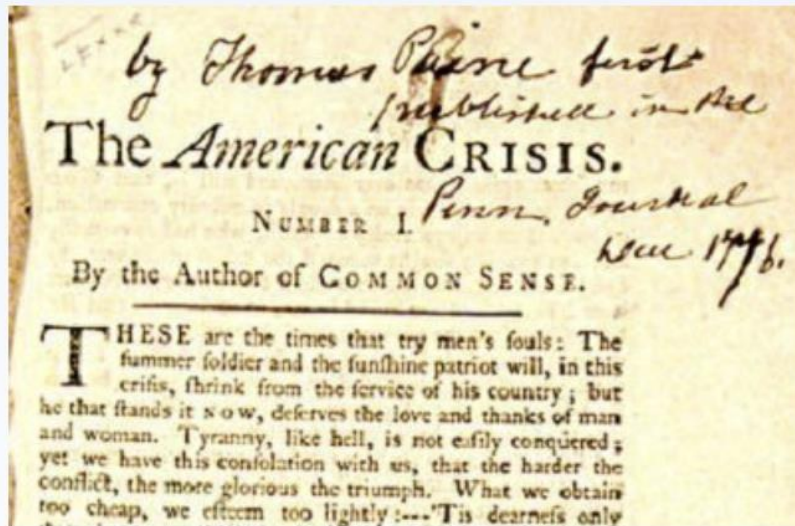 by Thomas Paine first
published in the
The American CRISIS.
Penn. Journal
NUMBER I.
Dec 1776.
By the Author of COMMON SENSE.
THESE are the times that try men's ſouls: The
ſummer ſoldier and the ſunſhine patriot will, in this
criſis, ſhrink from the ſervice of his country; but
he that ſtands it NOW, deſerves the love and thanks of man
and woman. Tyranny, like hell, is not eaſily conquered;
yet we have this conſolation with us, that the harder the
conflict, the more glorious the triumph. What we obtain
too cheap, we eſteem too lightly:---'Tis dearneſs only